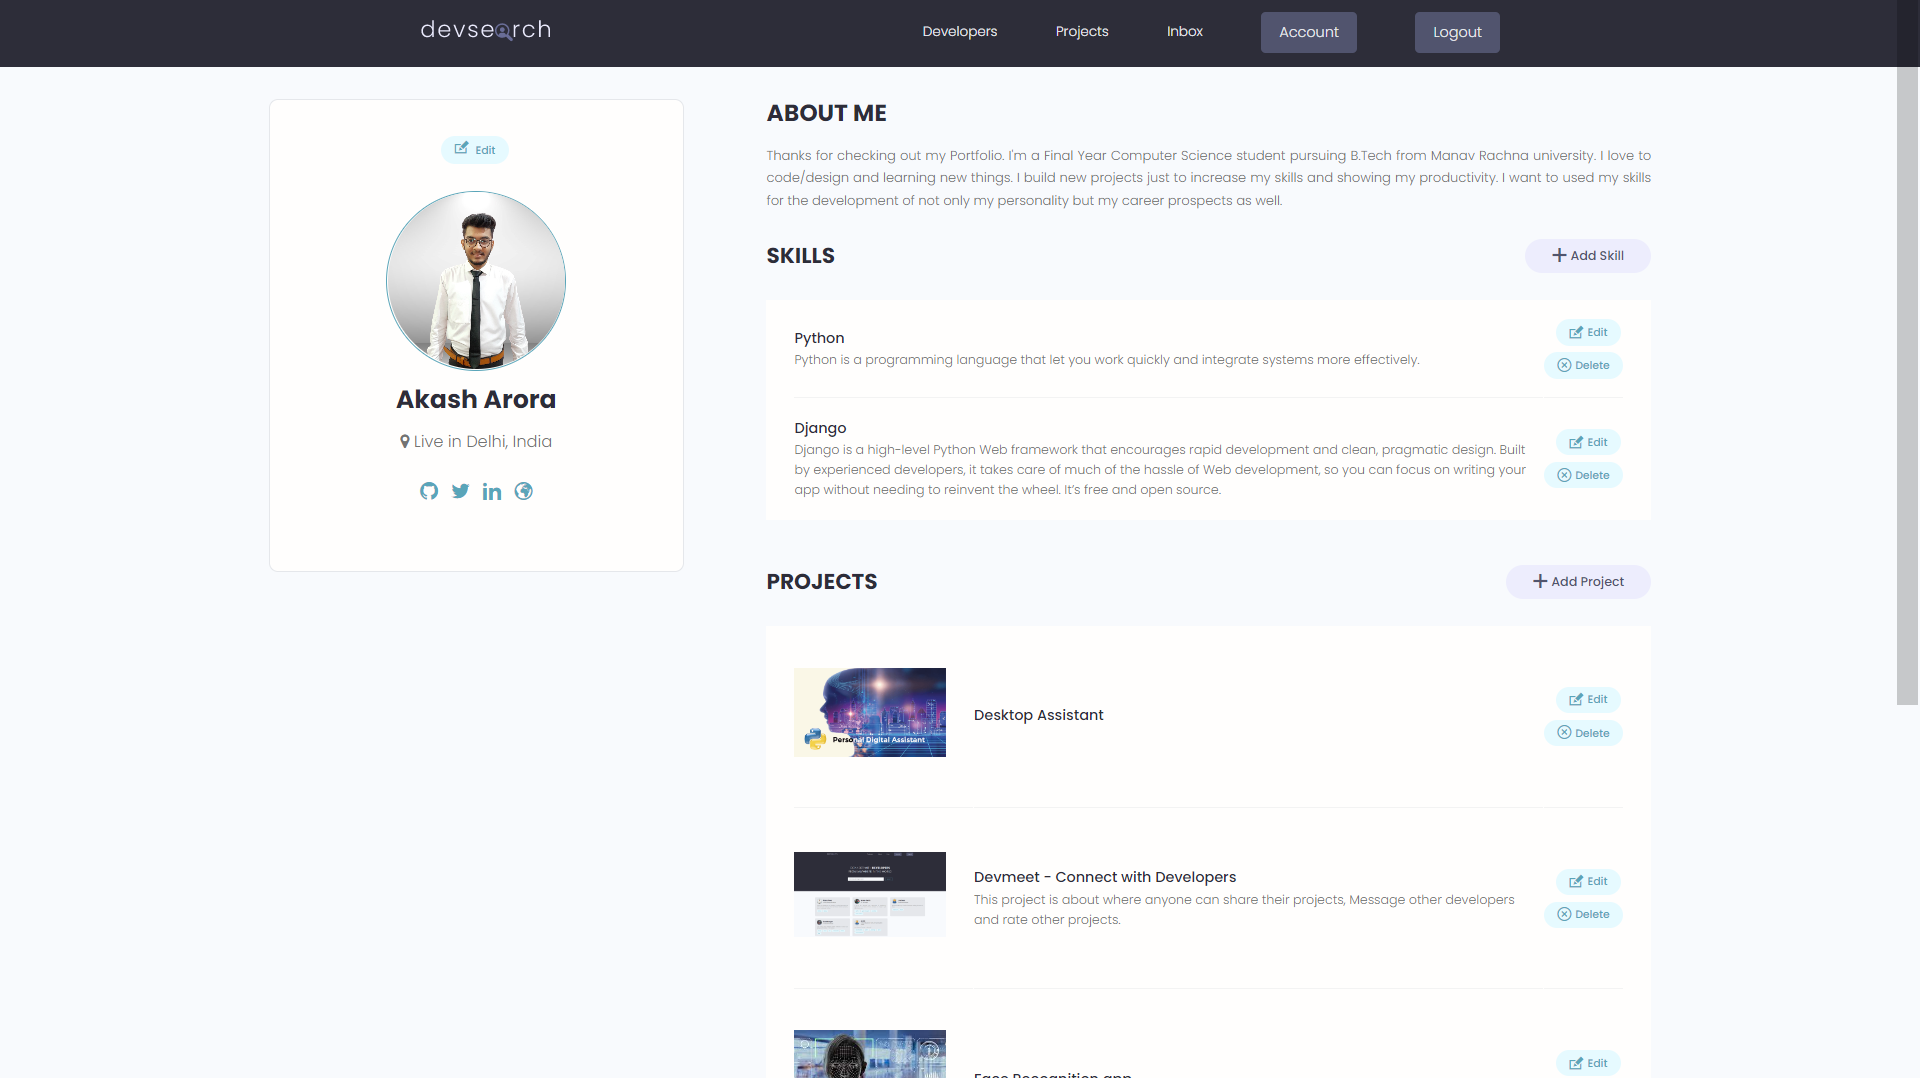 devsearch
Developers
Projects
Inbox
Account
Logout
Edit
Akash Arora
Live in Delhi, India
ABOUT ME
Thanks for checking out my Portfolio. I'm a Final Year Computer Science student pursuing B.Tech from Manav Rachna university. I love to
code/design and learning new things. I build new projects just to increase my skills and showing my productivity. I want to used my skills
for the development of not only my personality but my career prospects as well.
SKILLS
Add Skill
Python
Python is a programming language that let you work quickly and integrate systems more effectively.
Edit
Delete
Django
Django is a high-level Python Web framework that encourages rapid development and clean, pragmatic design. Built
by experienced developers, it takes care of much of the hassle of Web development, so you can focus on writing your
app without needing to reinvent the wheel. It's free and open source.
Edit
Delete
PROJECTS
Add Project
Personal Digital Assistant
Desktop Assistant
Edit
Delete
Devmeet - Connect with Developers
This project is about where anyone can share their projects, Message other developers
and rate other projects.
Edit
Delete
Face Recognition app
Edit